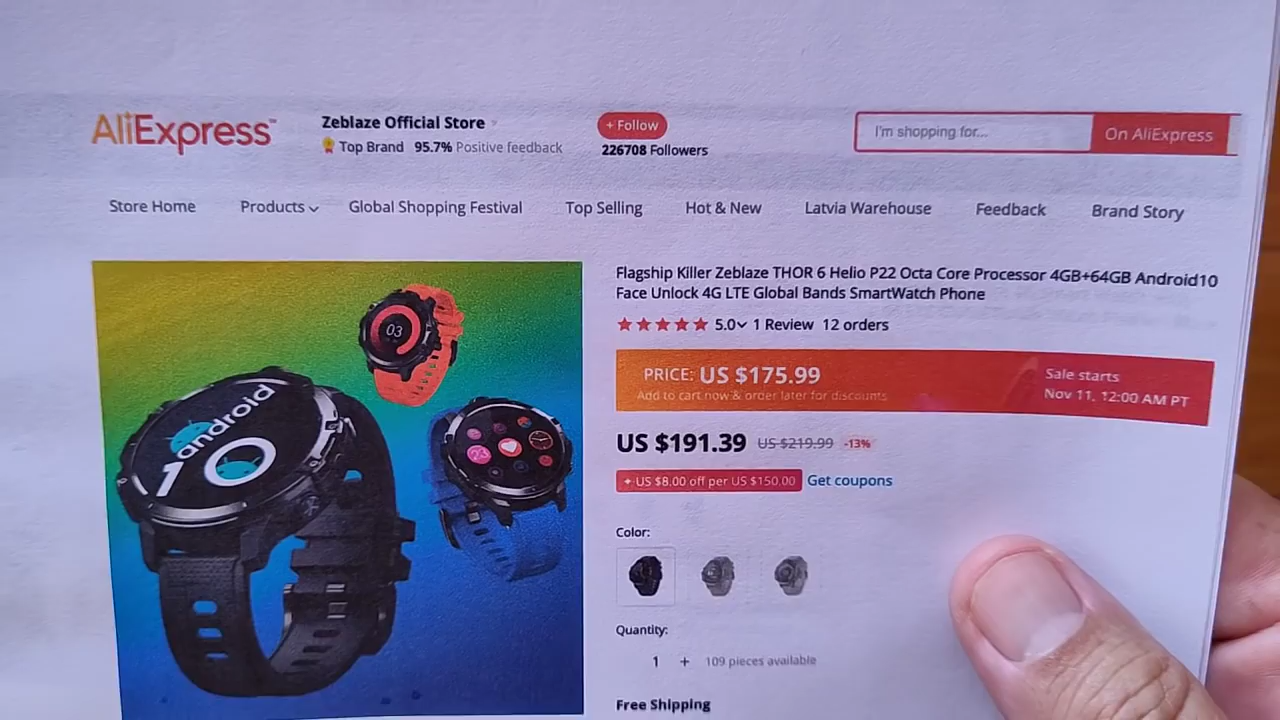 AliExpress™
Zeblaze Official Store
Top Brand 95.7% Positive feedback
+ Follow
226708 Followers
I'm shopping for...
On AliExpress
Store Home Products Global Shopping Festival Top Selling Hot & New Latvia Warehouse Feedback Brand Story
03
android
10
23
Flagship Killer Zeblaze THOR 6 Helio P22 Octa Core Processor 4GB+64GB Android10
Face Unlock 4G LTE Global Bands SmartWatch Phone
5.0 1 Review 12 orders
PRICE: US $175.99
Add to cart now & order later for discounts
Sale starts
Nov 11, 12:00 AM PT
US $191.39 US $219.99 -13%
US $8.00 off per US $150.00 Get coupons
Color:
Quantity:
1 + 109 pieces available
Free Shipping